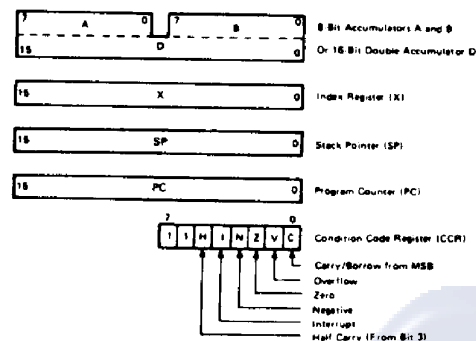 7 A 0 7 B 0
8-Bit Accumulators A and B
15 D 0
Or 16-Bit Double Accumulator D
15 X 0
Index Register (X)
15 SP 0
Stack Pointer (SP)
15 PC 0
Program Counter (PC)
7 0
1 1 H I N Z V C
Condition Code Register (CCR)
Carry/Borrow from MSB
Overflow
Zero
Negative
Interrupt
Half Carry (From Bit 3)